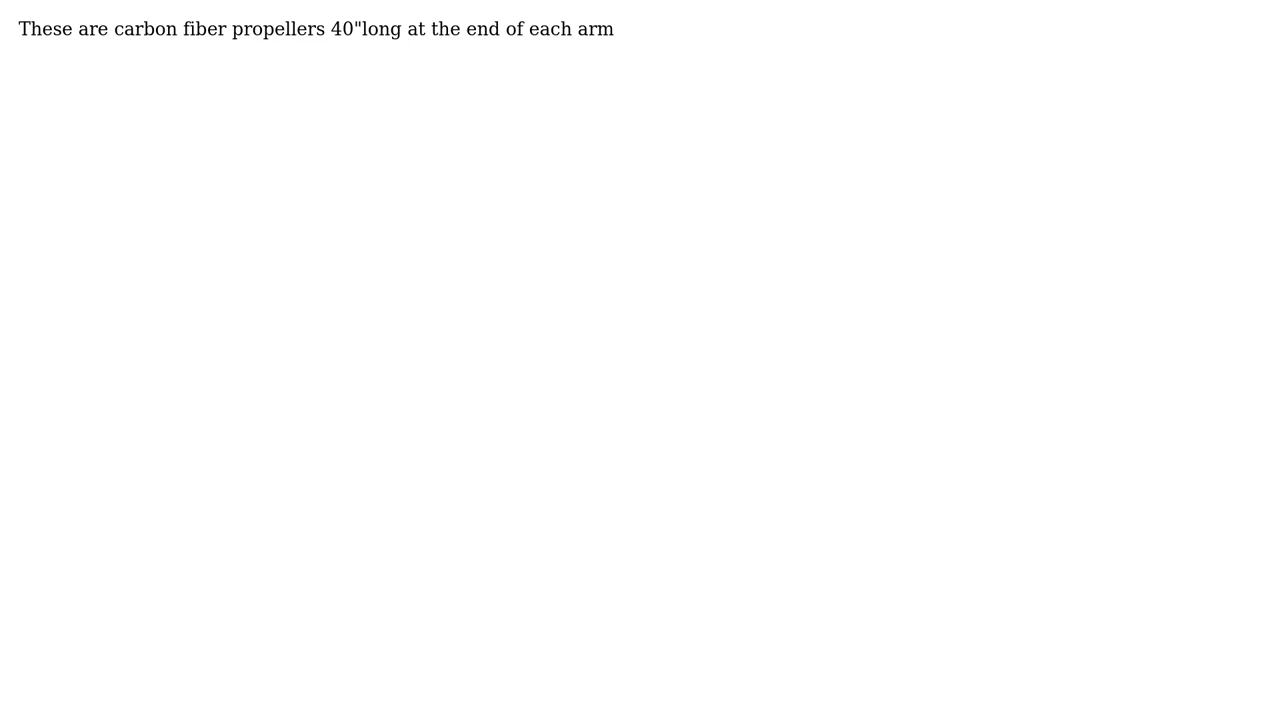 These are carbon fiber propellers 40"long at the end of each arm